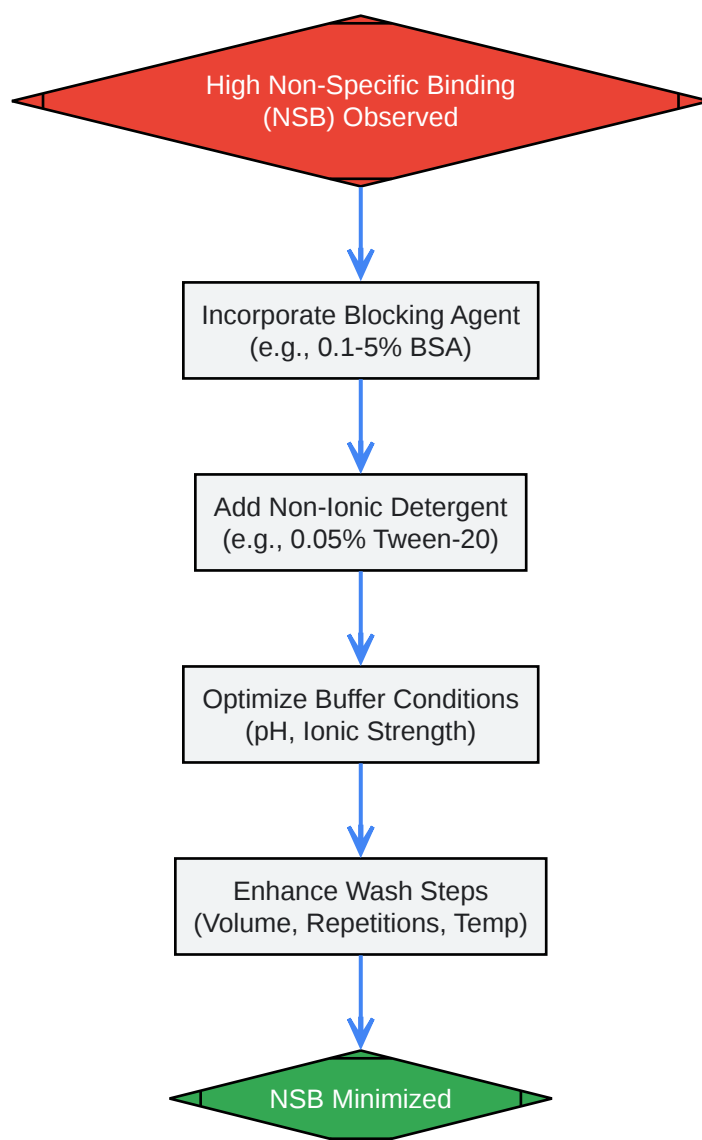 High Non-Specific Binding
(NSB) Observed
Incorporate Blocking Agent
(e.g., 0.1-5% BSA)
Add Non-Ionic Detergent
(e.g., 0.05% Tween-20)
Optimize Buffer Conditions
(pH, Ionic Strength)
Enhance Wash Steps
(Volume, Repetitions, Temp)
NSB Minimized